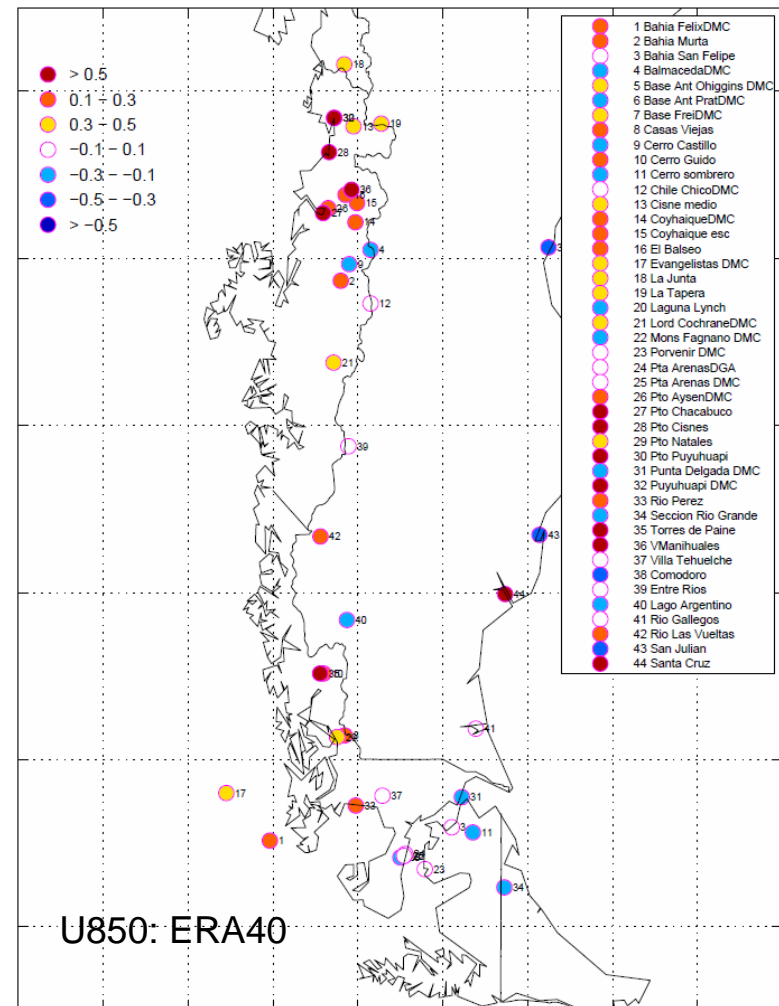 > 0.5
0.1 − 0.3
0.3 − 0.5
−0.1 − 0.1
−0.3 − −0.1
−0.5 − −0.3
> −0.5
1 Bahia FelixDMC
2 Bahia Murta
3 Bahia San Felipe
4 BalmacedaDMC
5 Base Ant Ohiggins DMC
6 Base Ant PratDMC
7 Base FreiDMC
8 Casas Viejas
9 Cerro Castillo
10 Cerro Guido
11 Cerro sombrero
12 Chile ChicoDMC
13 Cisne medio
14 CoyhaiqueDMC
15 Coyhaique esc
16 El Balseo
17 Evangelistas DMC
18 La Junta
19 La Tapera
20 Laguna Lynch
21 Lord CochraneDMC
22 Mons Fagnano DMC
23 Porvenir DMC
24 Pta ArenasDGA
25 Pta Arenas DMC
26 Pto AysenDMC
27 Pto Chacabuco
28 Pto Cisnes
29 Pto Natales
30 Pto Puyuhuapi
31 Punta Delgada DMC
32 Puyuhuapi DMC
33 Rio Perez
34 Seccion Rio Grande
35 Torres de Paine
36 VManihuales
37 Villa Tehuelche
38 Comodoro
39 Entre Rios
40 Lago Argentino
41 Rio Gallegos
42 Rio Las Vueltas
43 San Julian
44 Santa Cruz
18
19
13
28
36
15
26
27
14
4
9
2
12
21
39
42
43
44
40
41
17
37
31
33
3
11
1
23
34
U850: ERA40